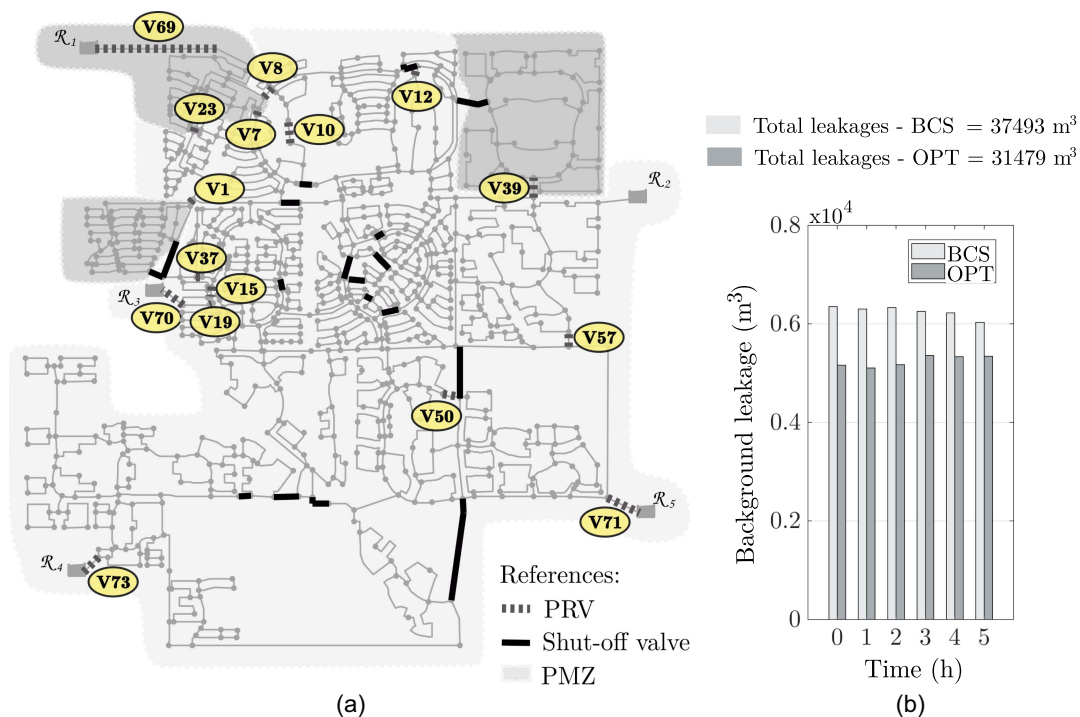 V69
R1
V8
V12
V23
V7
V10
Total leakages - BCS = 37493 m³
Total leakages - OPT = 31479 m³
V39
R2
V1
V37
V15
R3
V70
V19
V57
V50
R5
V71
R4
V73
References:
PRV
Shut-off valve
PMZ
(a)
x10⁴
0.8
BCS
OPT
0.6
0.4
0.2
0
Background leakage (m³)
0 1 2 3 4 5
Time (h)
(b)